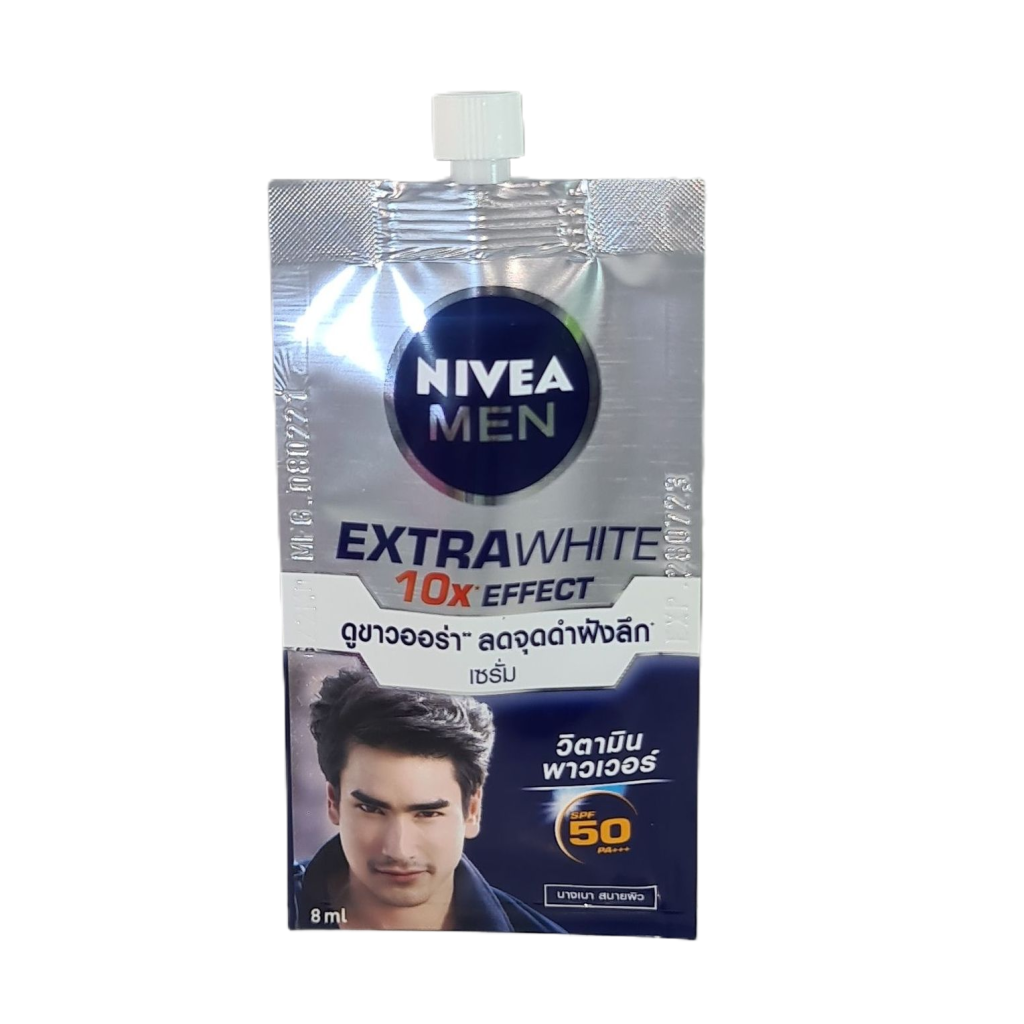 NIVEA
MEN
EXTRAWHITE
10x* EFFECT
ดูขาวออร่า** ลดจุดด่ำฝังลึก*
เซรั่ม
วิตามิน
พาวเวอร์
SPF
50
PA+++
บางเบา สบายผิว
8 ml
MFG.080221
EXP 280723